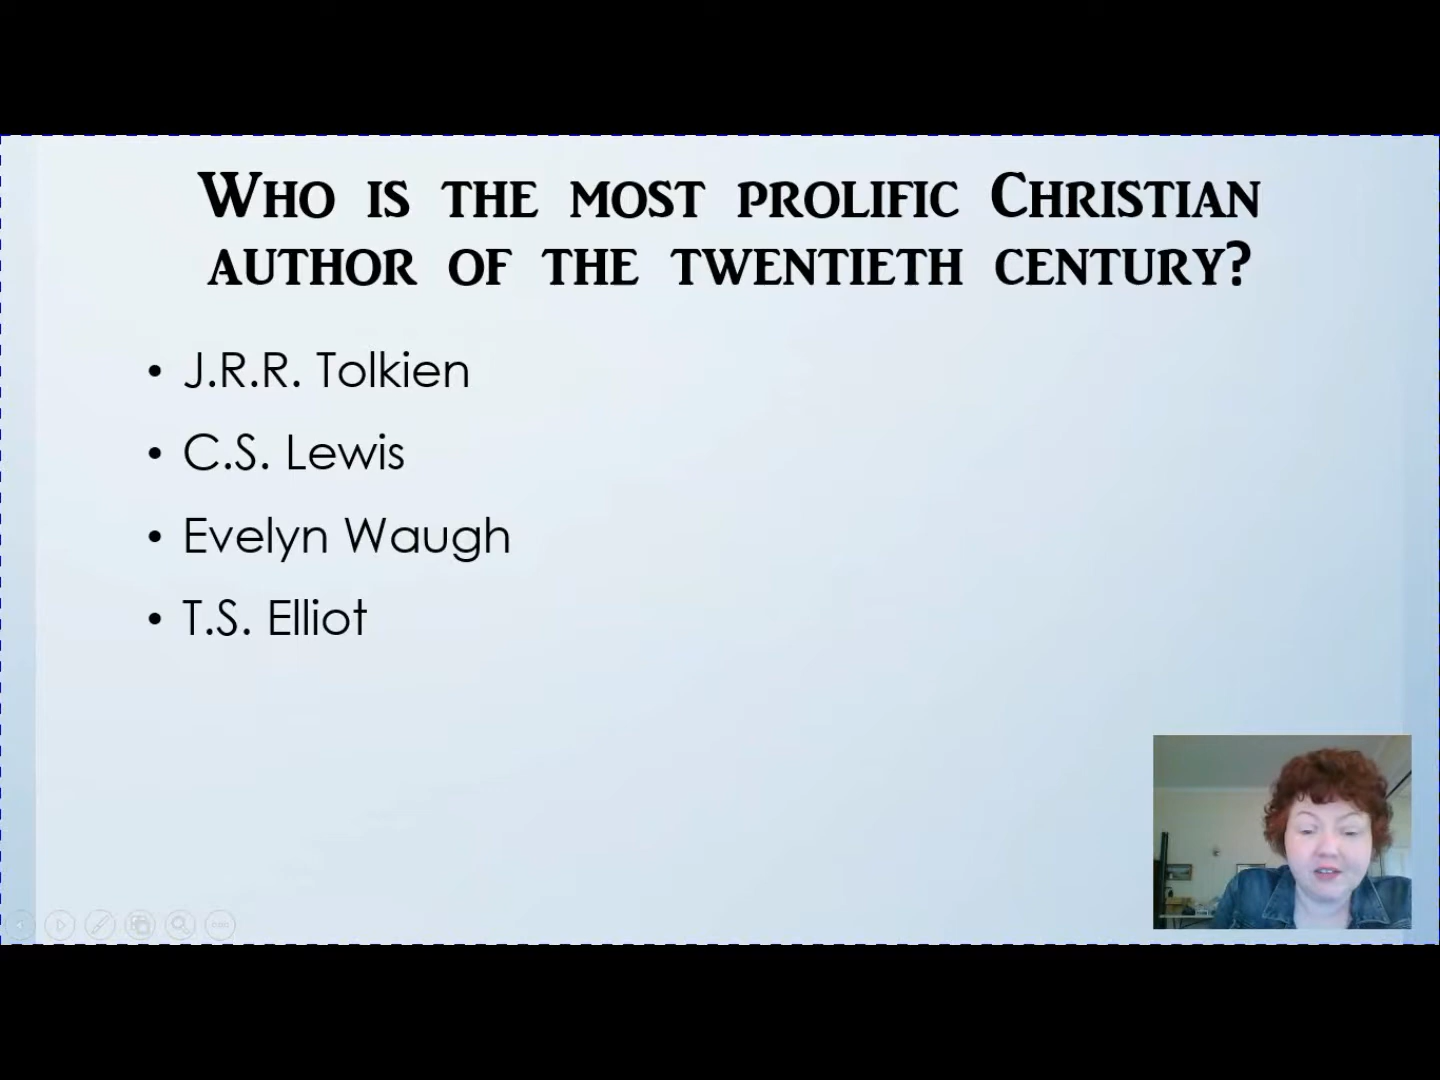 Who is the most prolific Christian
author of the twentieth century?
• J.R.R. Tolkien
• C.S. Lewis
• Evelyn Waugh
• T.S. Elliot